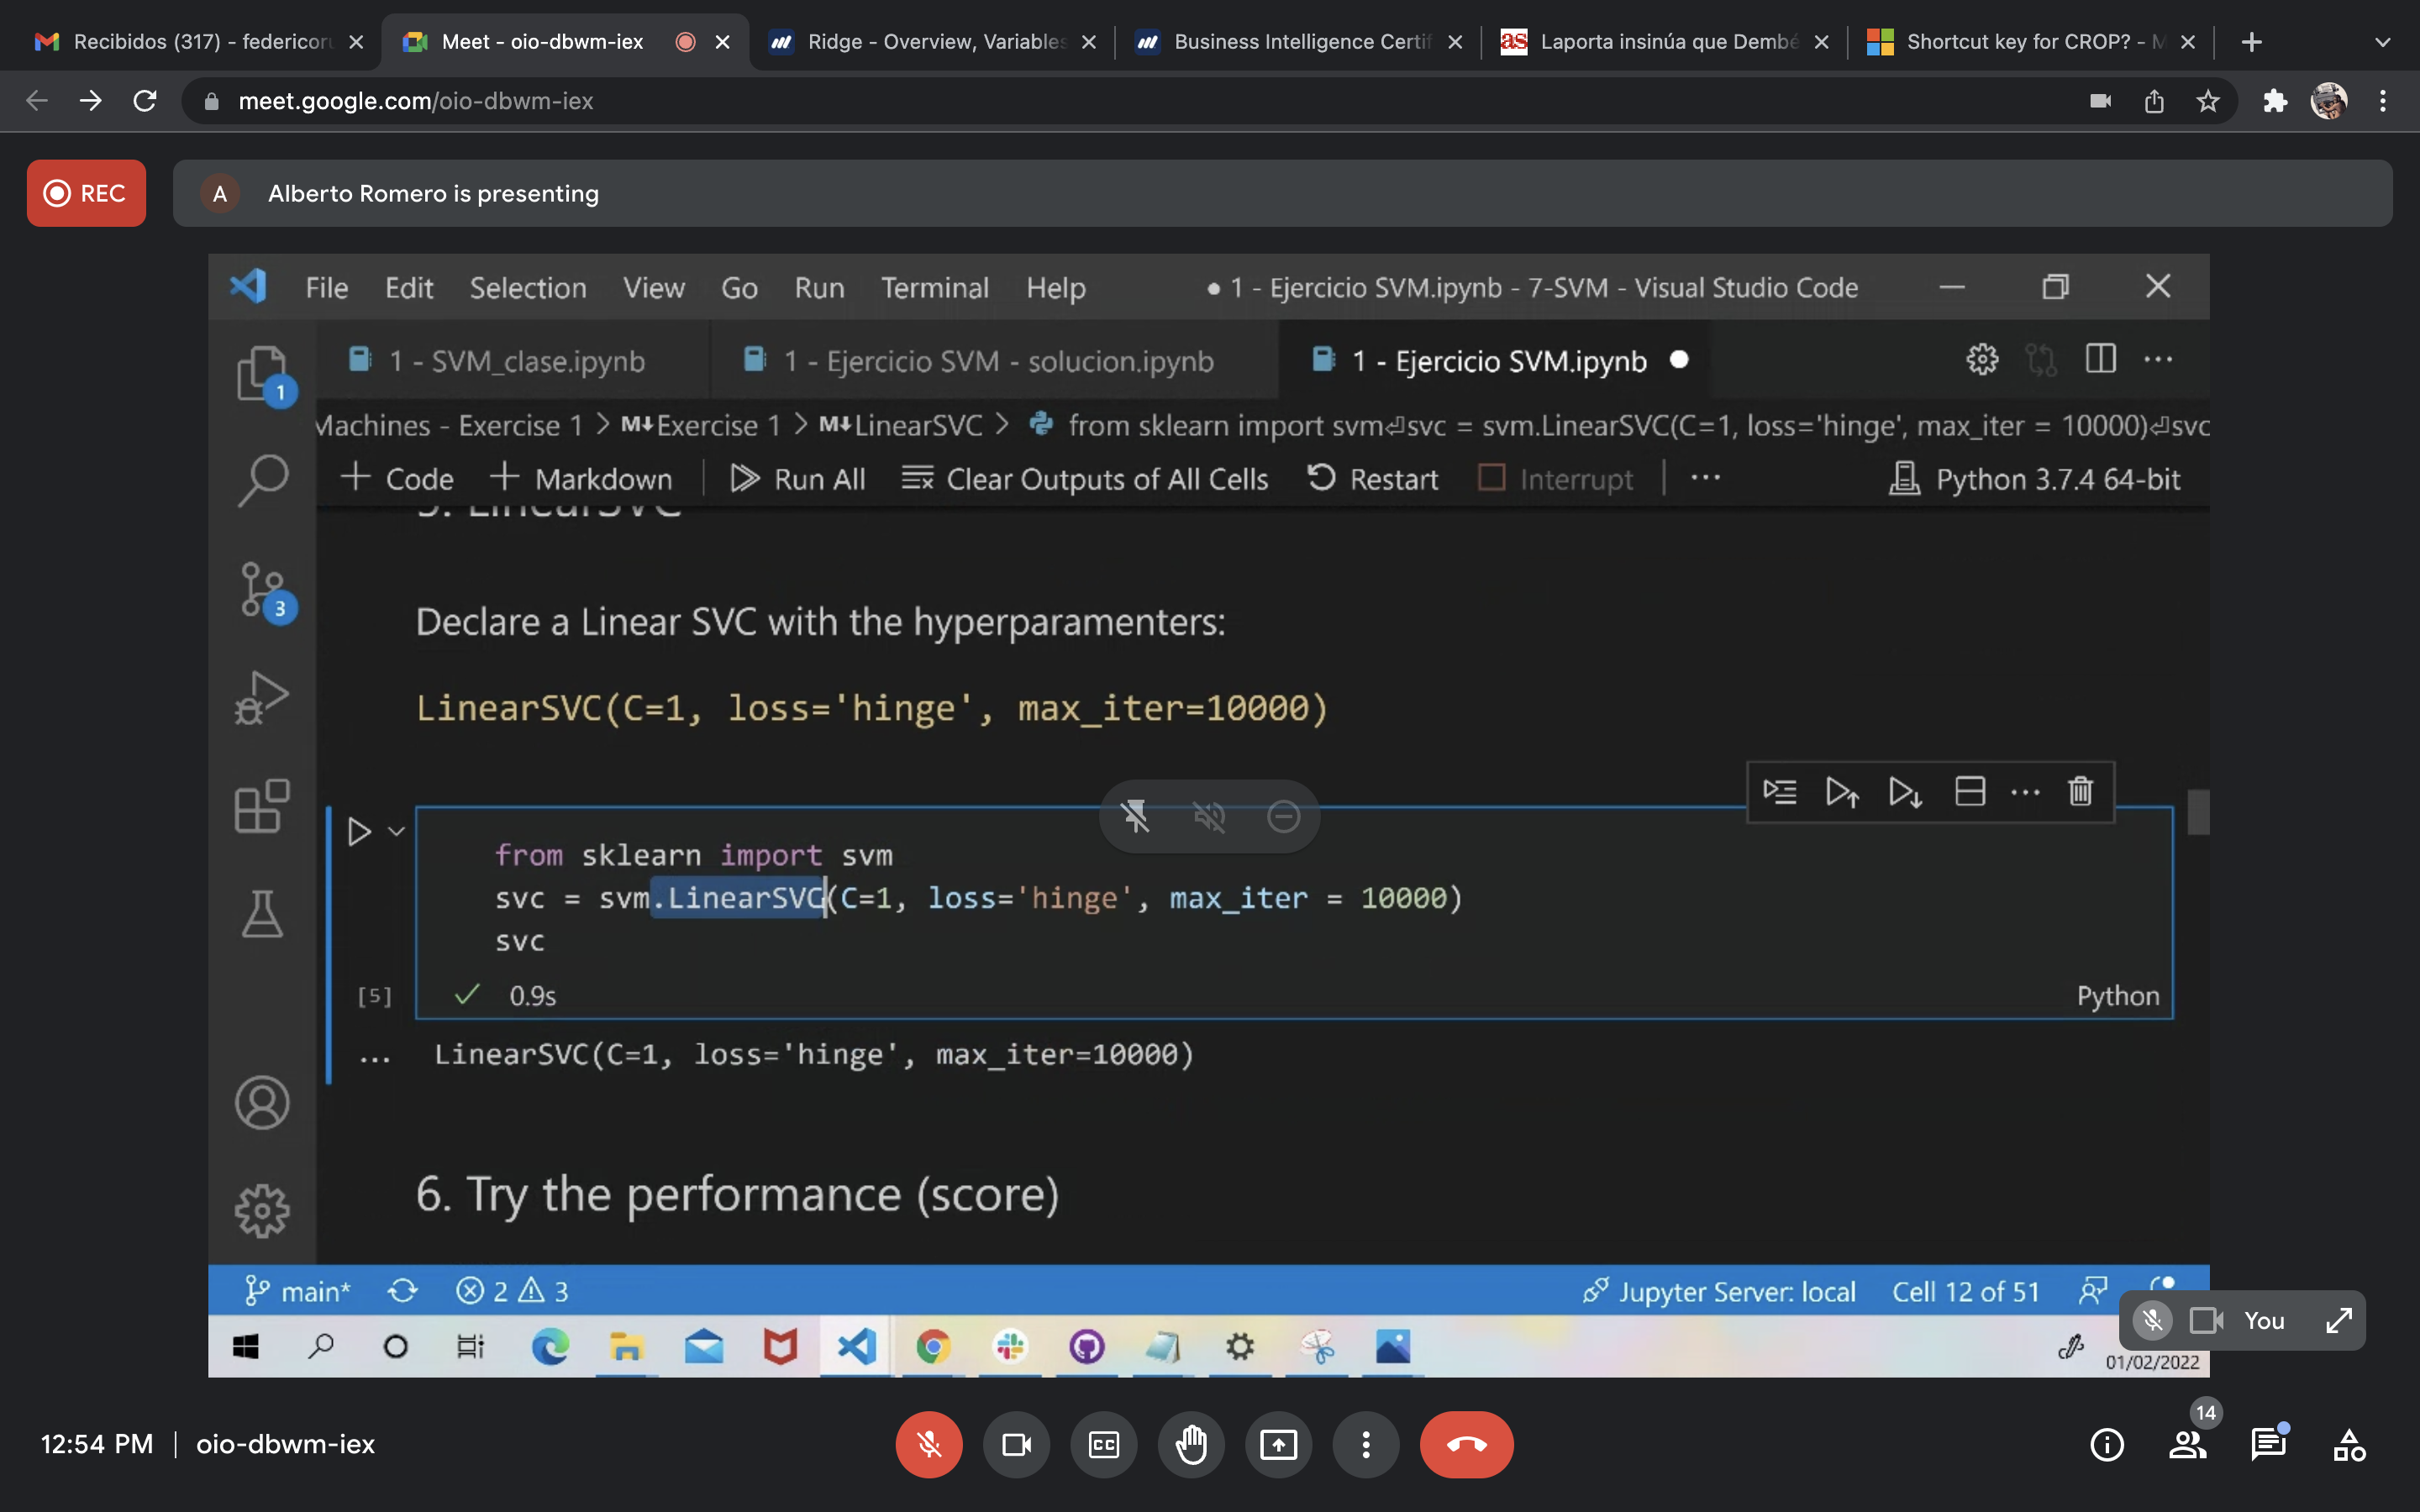 Recibidos (317) - federicor
Meet - oio-dbwm-iex
Ridge - Overview, Variables
Business Intelligence Certif
as Laporta insinúa que Dembé
Shortcut key for CROP? - M
meet.google.com/oio-dbwm-iex
REC
A Alberto Romero is presenting
File Edit Selection View Go Run Terminal Help
● 1 - Ejercicio SVM.ipynb - 7-SVM - Visual Studio Code
1 - SVM_clase.ipynb
1 - Ejercicio SVM - solucion.ipynb
1 - Ejercicio SVM.ipynb
1
Machines - Exercise 1 > M↓Exercise 1 > M↓LinearSVC > from sklearn import svm⏎svc = svm.LinearSVC(C=1, loss='hinge', max_iter = 10000)⏎svc
+ Code + Markdown Run All Clear Outputs of All Cells Restart Interrupt ... Python 3.7.4 64-bit
5. LinearSVC
3
Declare a Linear SVC with the hyperparamenters:
LinearSVC(C=1, loss='hinge', max_iter=10000)
from sklearn import svm
svc = svm.LinearSVC(C=1, loss='hinge', max_iter = 10000)
svc
[5] ✓ 0.9s Python
... LinearSVC(C=1, loss='hinge', max_iter=10000)
6. Try the performance (score)
main* 2 3 Jupyter Server: local Cell 12 of 51
You
01/02/2022
12:54 PM | oio-dbwm-iex
CC
14